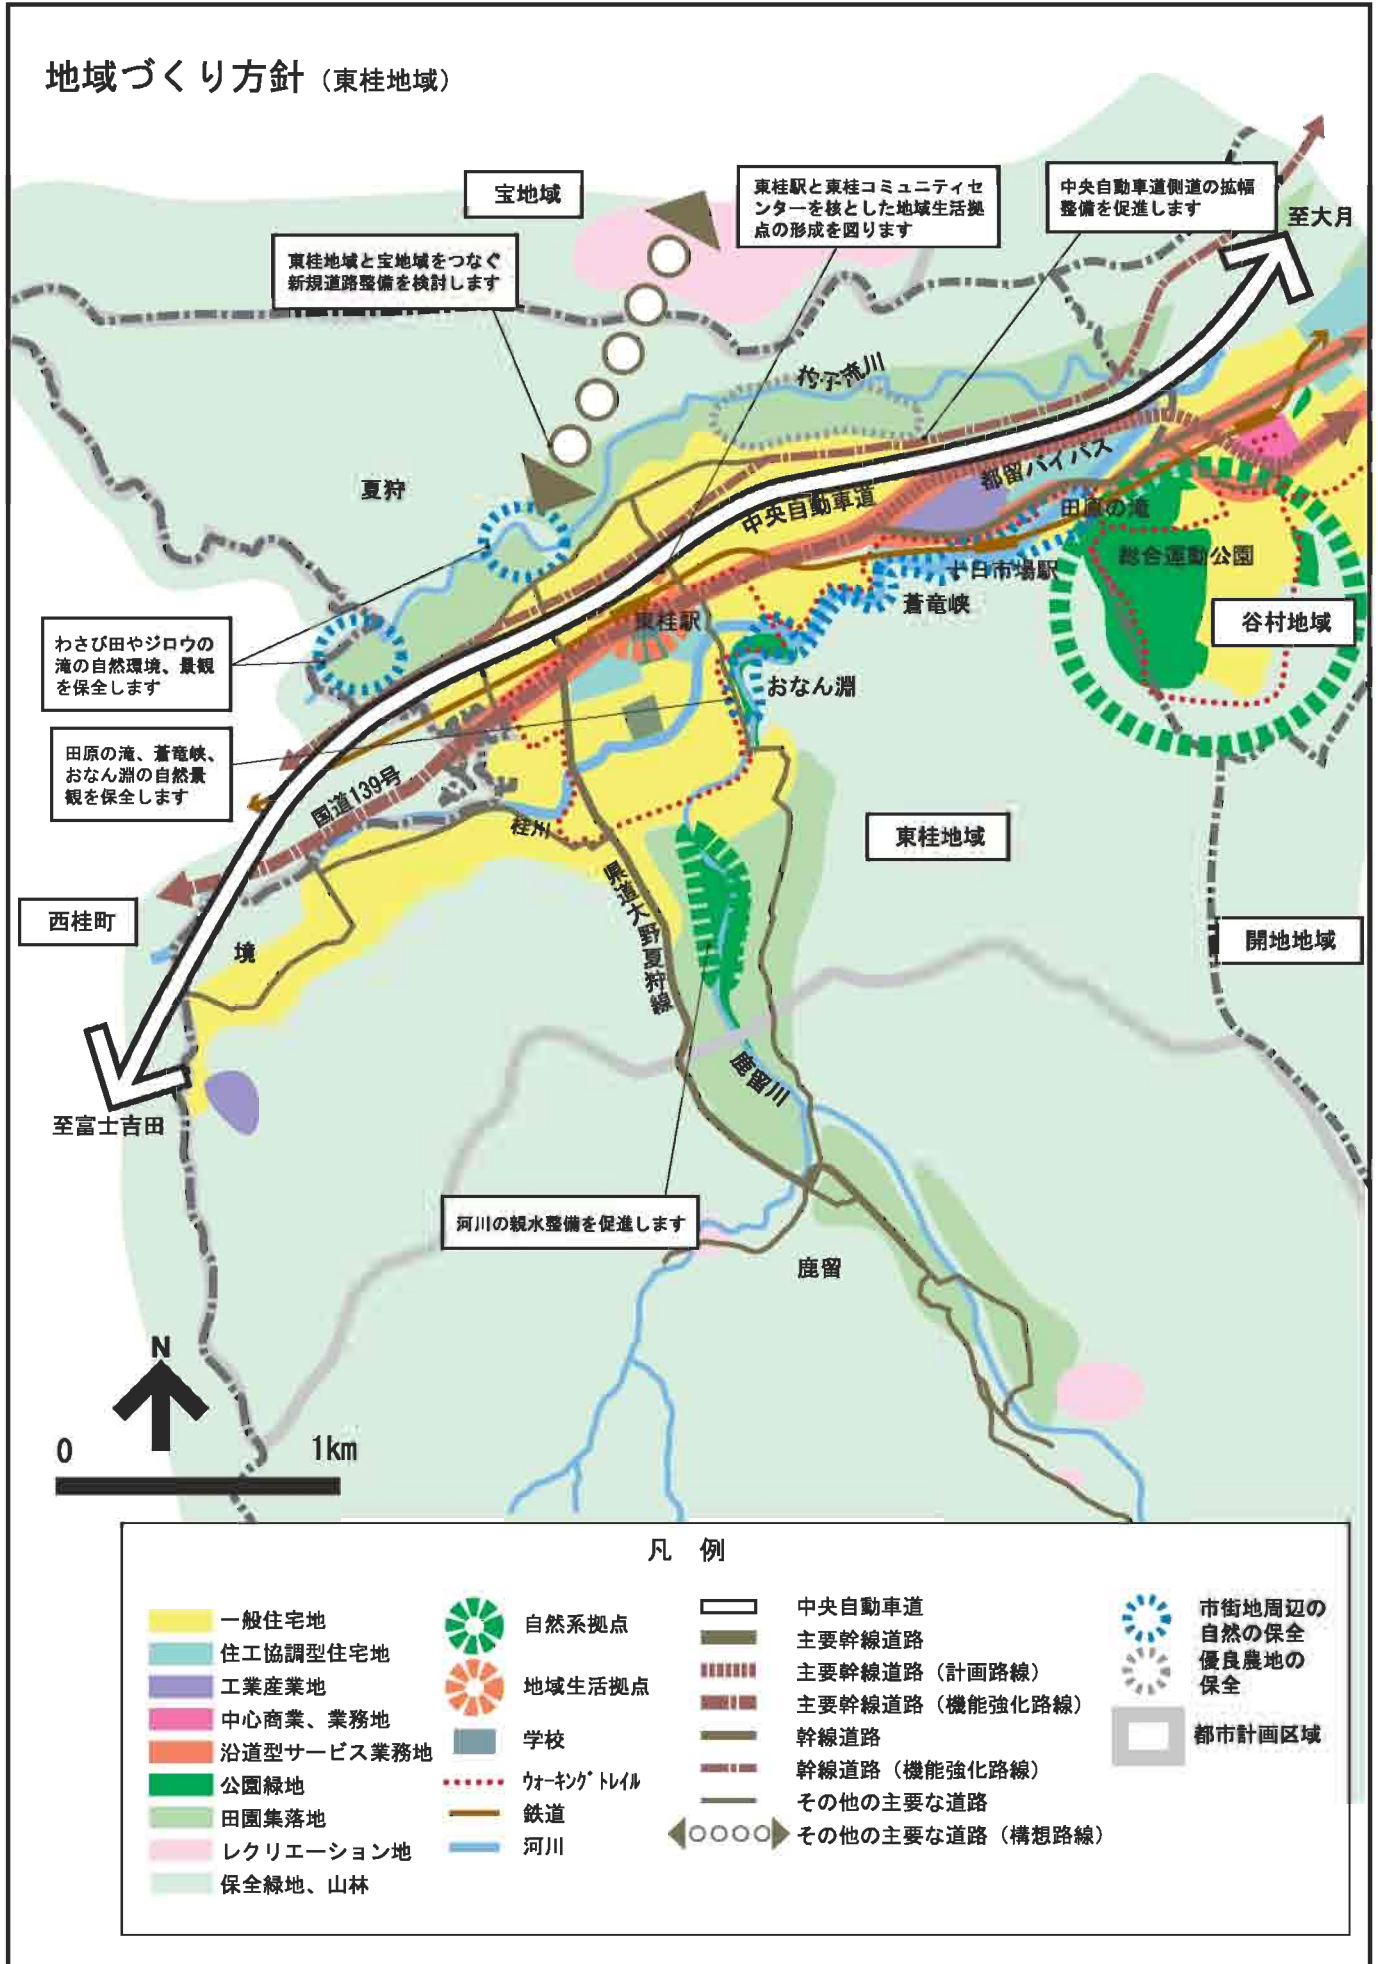 地域づくり方針（東桂地域）
宝地域
東桂駅と東桂コミュニティセ
ンターを核とした地域生活拠
点の形成を図ります
中央自動車道側道の拡幅
整備を促進します
至大月
東桂地域と宝地域をつなぐ
新規道路整備を検討します
杓子流川
夏狩
都留バイパス
中央自動車道
田原の滝
総合運動公園
十日市場駅
蒼竜峡
谷村地域
東桂駅
わさび田やジロウの
滝の自然環境、景観
を保全します
おなん淵
田原の滝、蒼竜峡、
おなん淵の自然景
観を保全します
国道139号
桂川
東桂地域
県道大野夏狩線
西桂町
境
開地地域
鹿留川
至富士吉田
河川の親水整備を促進します
鹿留
N
0 1km
凡 例
一般住宅地
住工協調型住宅地
工業産業地
中心商業、業務地
沿道型サービス業務地
公園緑地
田園集落地
レクリエーション地
保全緑地、山林
自然系拠点
地域生活拠点
学校
ウォーキングトレイル
鉄道
河川
中央自動車道
主要幹線道路
主要幹線道路（計画路線）
主要幹線道路（機能強化路線）
幹線道路
幹線道路（機能強化路線）
その他の主要な道路
その他の主要な道路（構想路線）
市街地周辺の
自然の保全
優良農地の
保全
都市計画区域